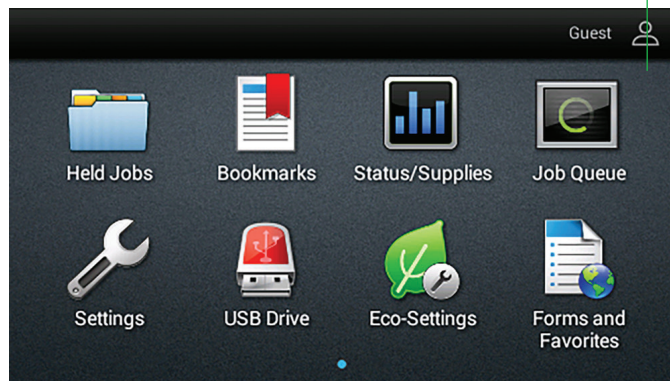 Guest
Held Jobs
Bookmarks
Status/Supplies
Job Queue
Settings
USB Drive
Eco-Settings
Forms and
Favorites